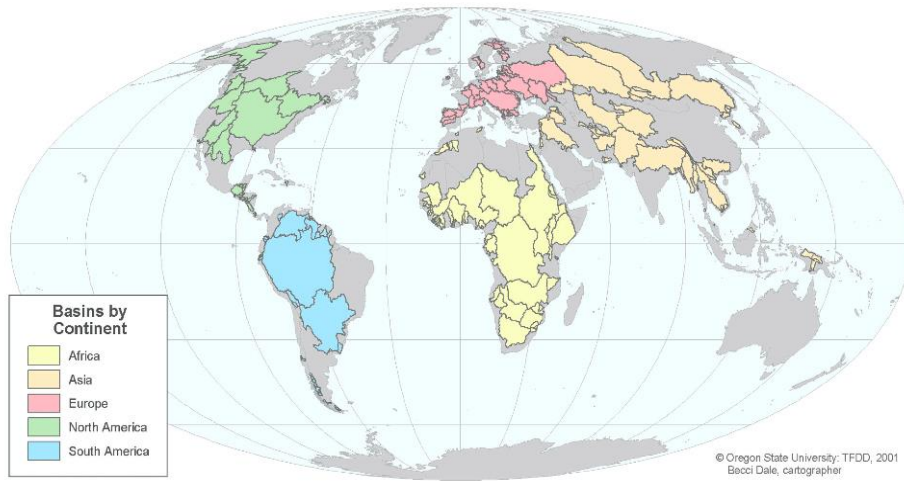 Basins by
Continent
Africa
Asia
Europe
North America
South America
© Oregon State University: TFDD, 2001
Becci Dale, cartographer